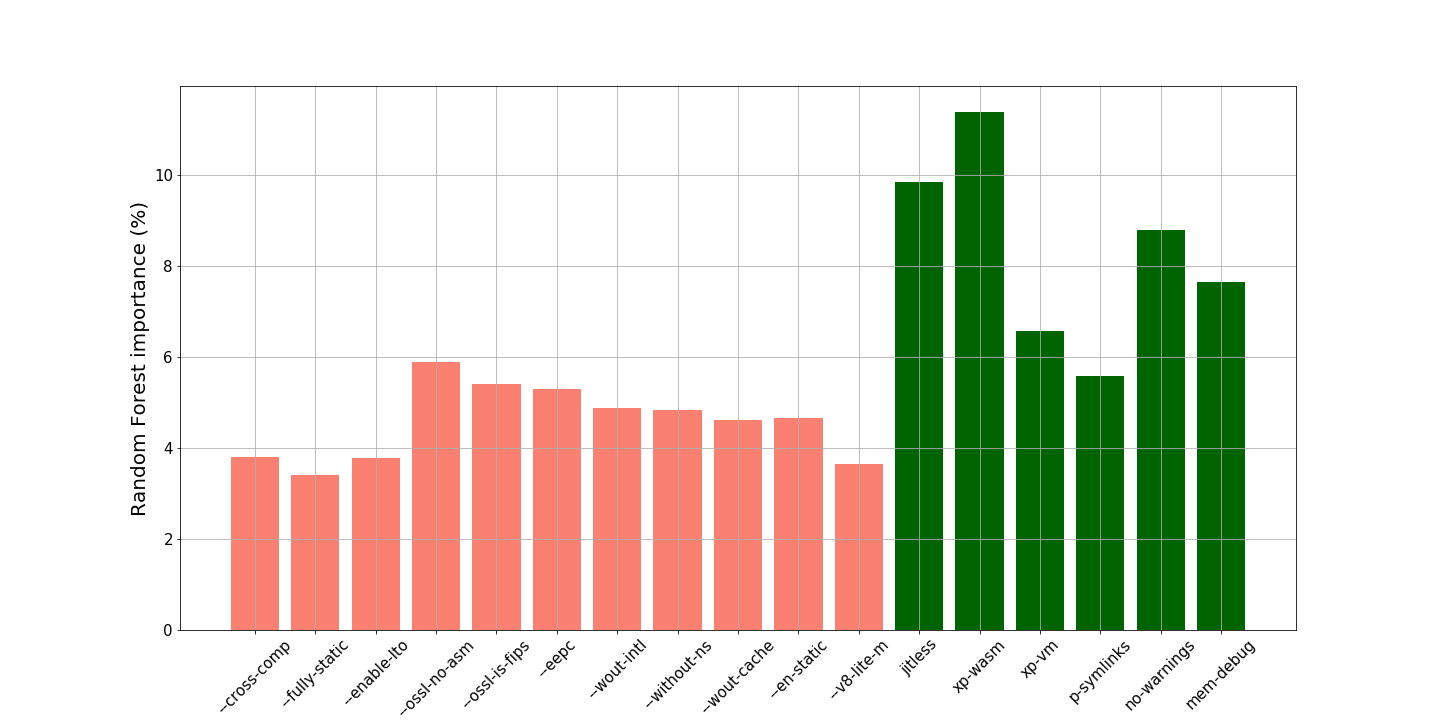 Random Forest importance (%)
10
8
6
4
2
0
--cross-comp
--fully-static
--enable-lto
--ossl-no-asm
--ossl-is-fips
--eepc
--wout-intl
--without-ns
--wout-cache
--en-static
--v8-lite-m
jitless
xp-wasm
xp-vm
p-symlinks
no-warnings
mem-debug